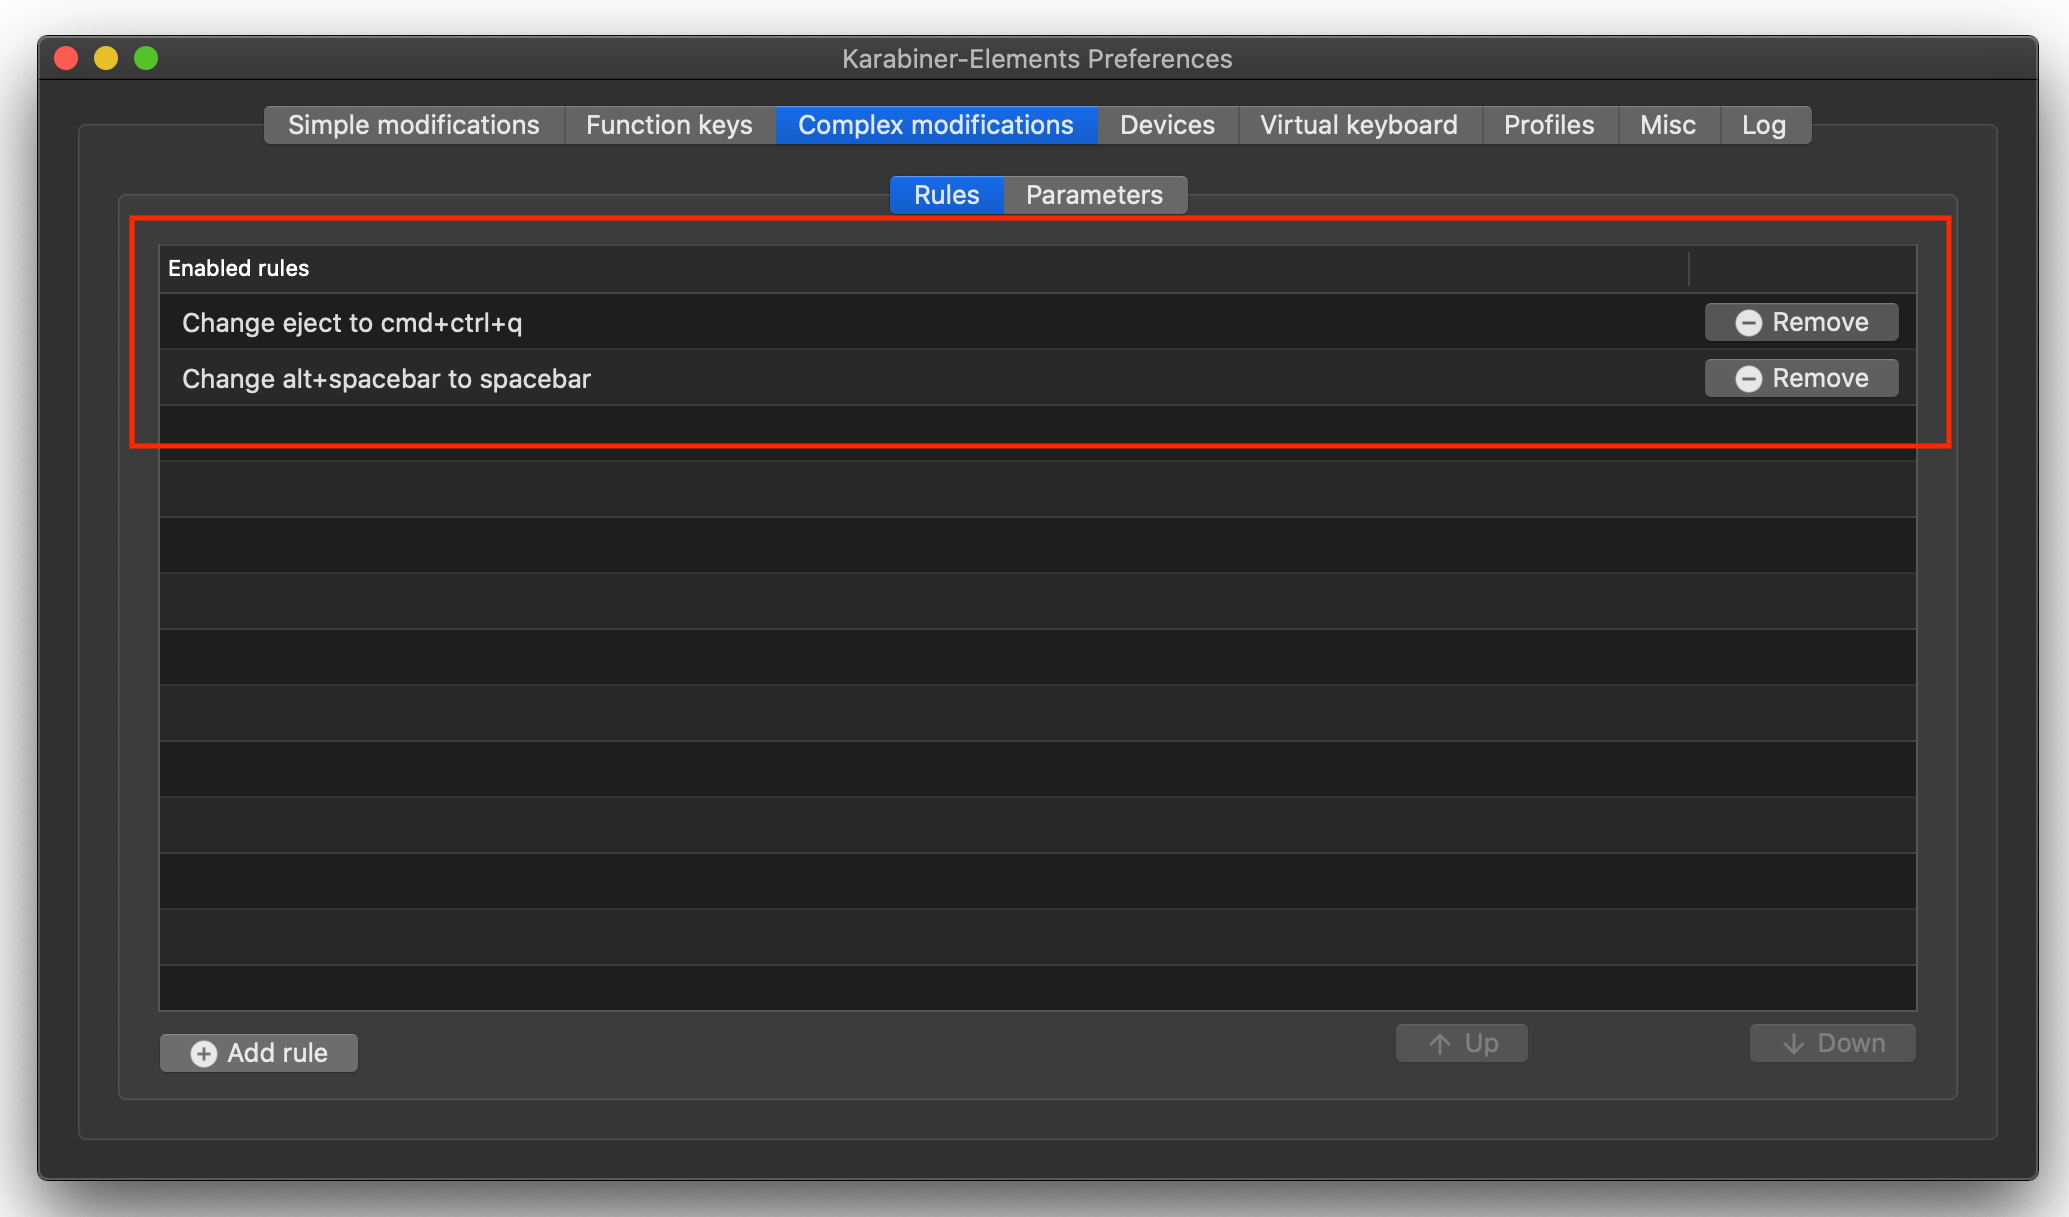 Karabiner-Elements Preferences
Simple modifications Function keys Complex modifications Devices Virtual keyboard Profiles Misc Log
Rules Parameters
Enabled rules
Change eject to cmd+ctrl+q Remove
Change alt+spacebar to spacebar Remove
Add rule Up Down